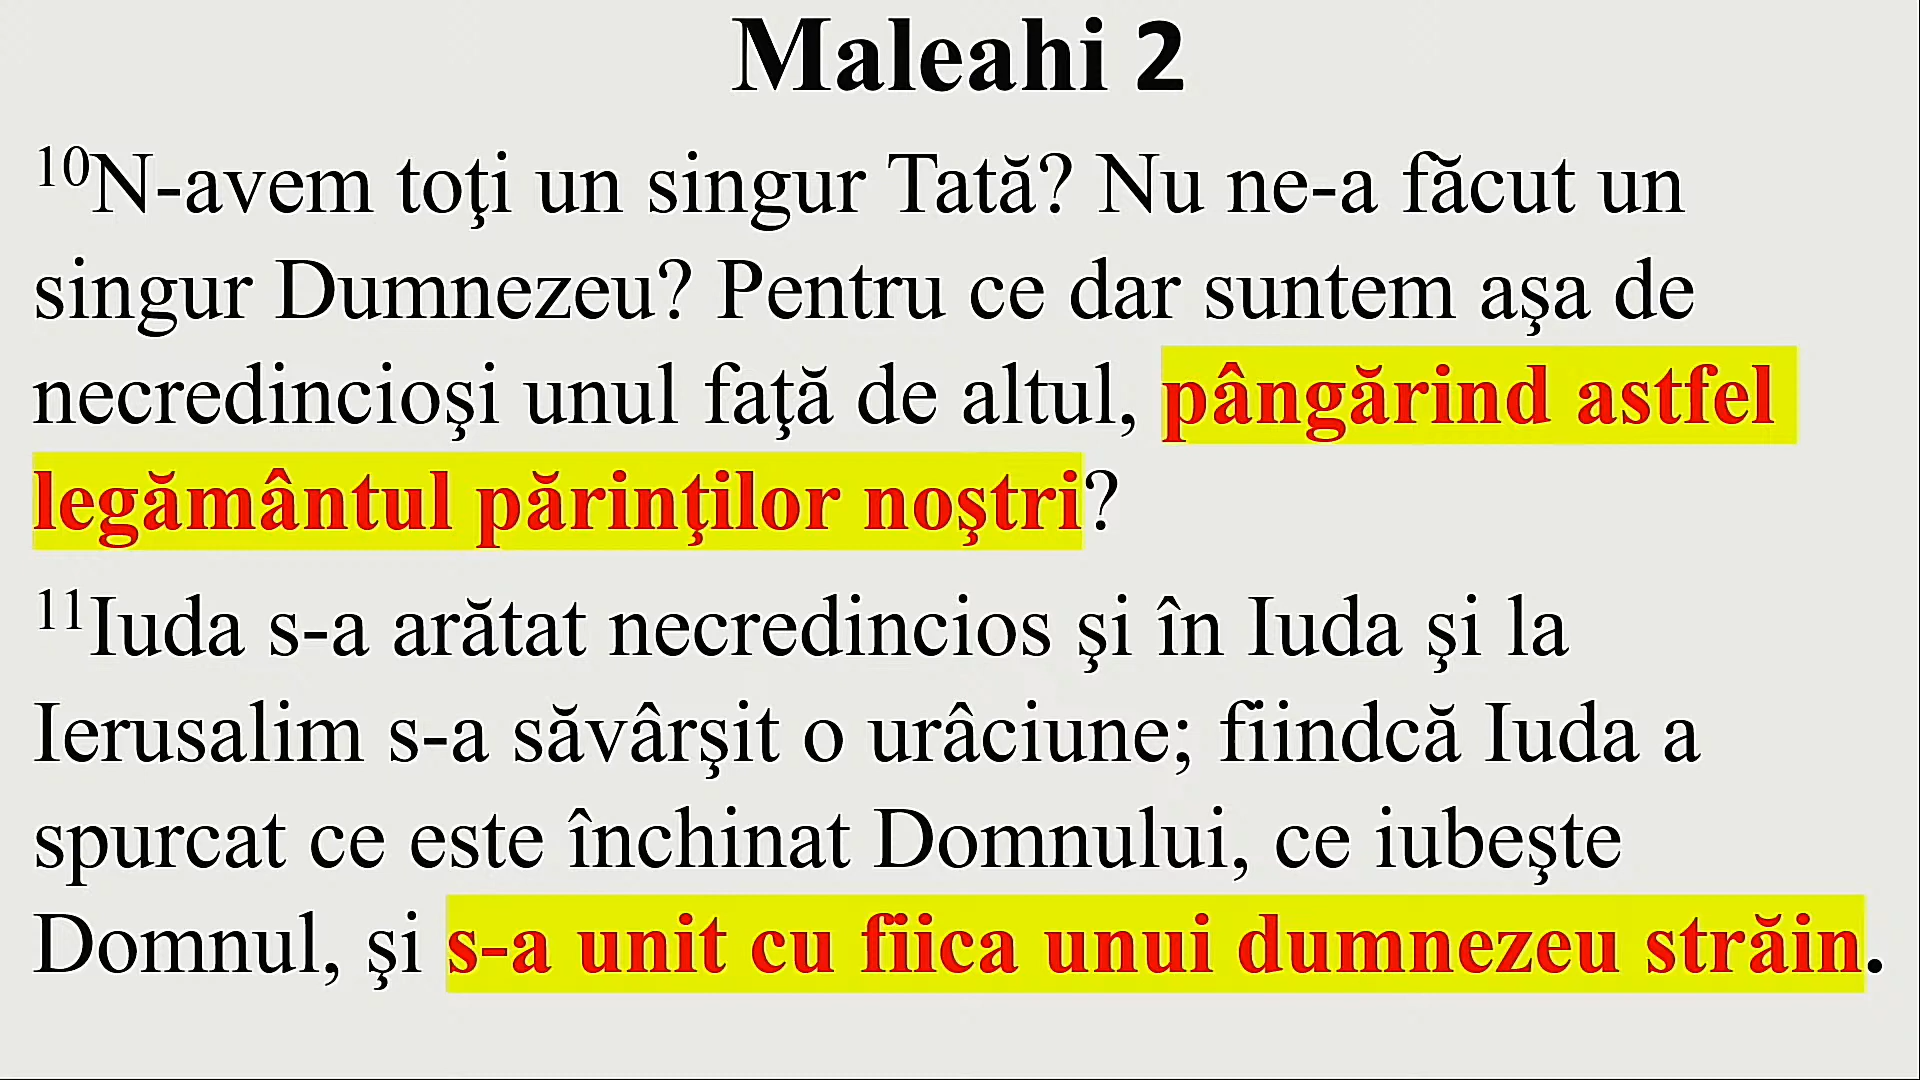 Maleahi 2
10N-avem toţi un singur Tată? Nu ne-a făcut un
singur Dumnezeu? Pentru ce dar suntem aşa de
necredincioşi unul faţă de altul, pângărind astfel
legământul părinţilor noştri?
11Iuda s-a arătat necredincios şi în Iuda şi la
Ierusalim s-a săvârşit o urâciune; fiindcă Iuda a
spurcat ce este închinat Domnului, ce iubeşte
Domnul, şi s-a unit cu fiica unui dumnezeu străin.